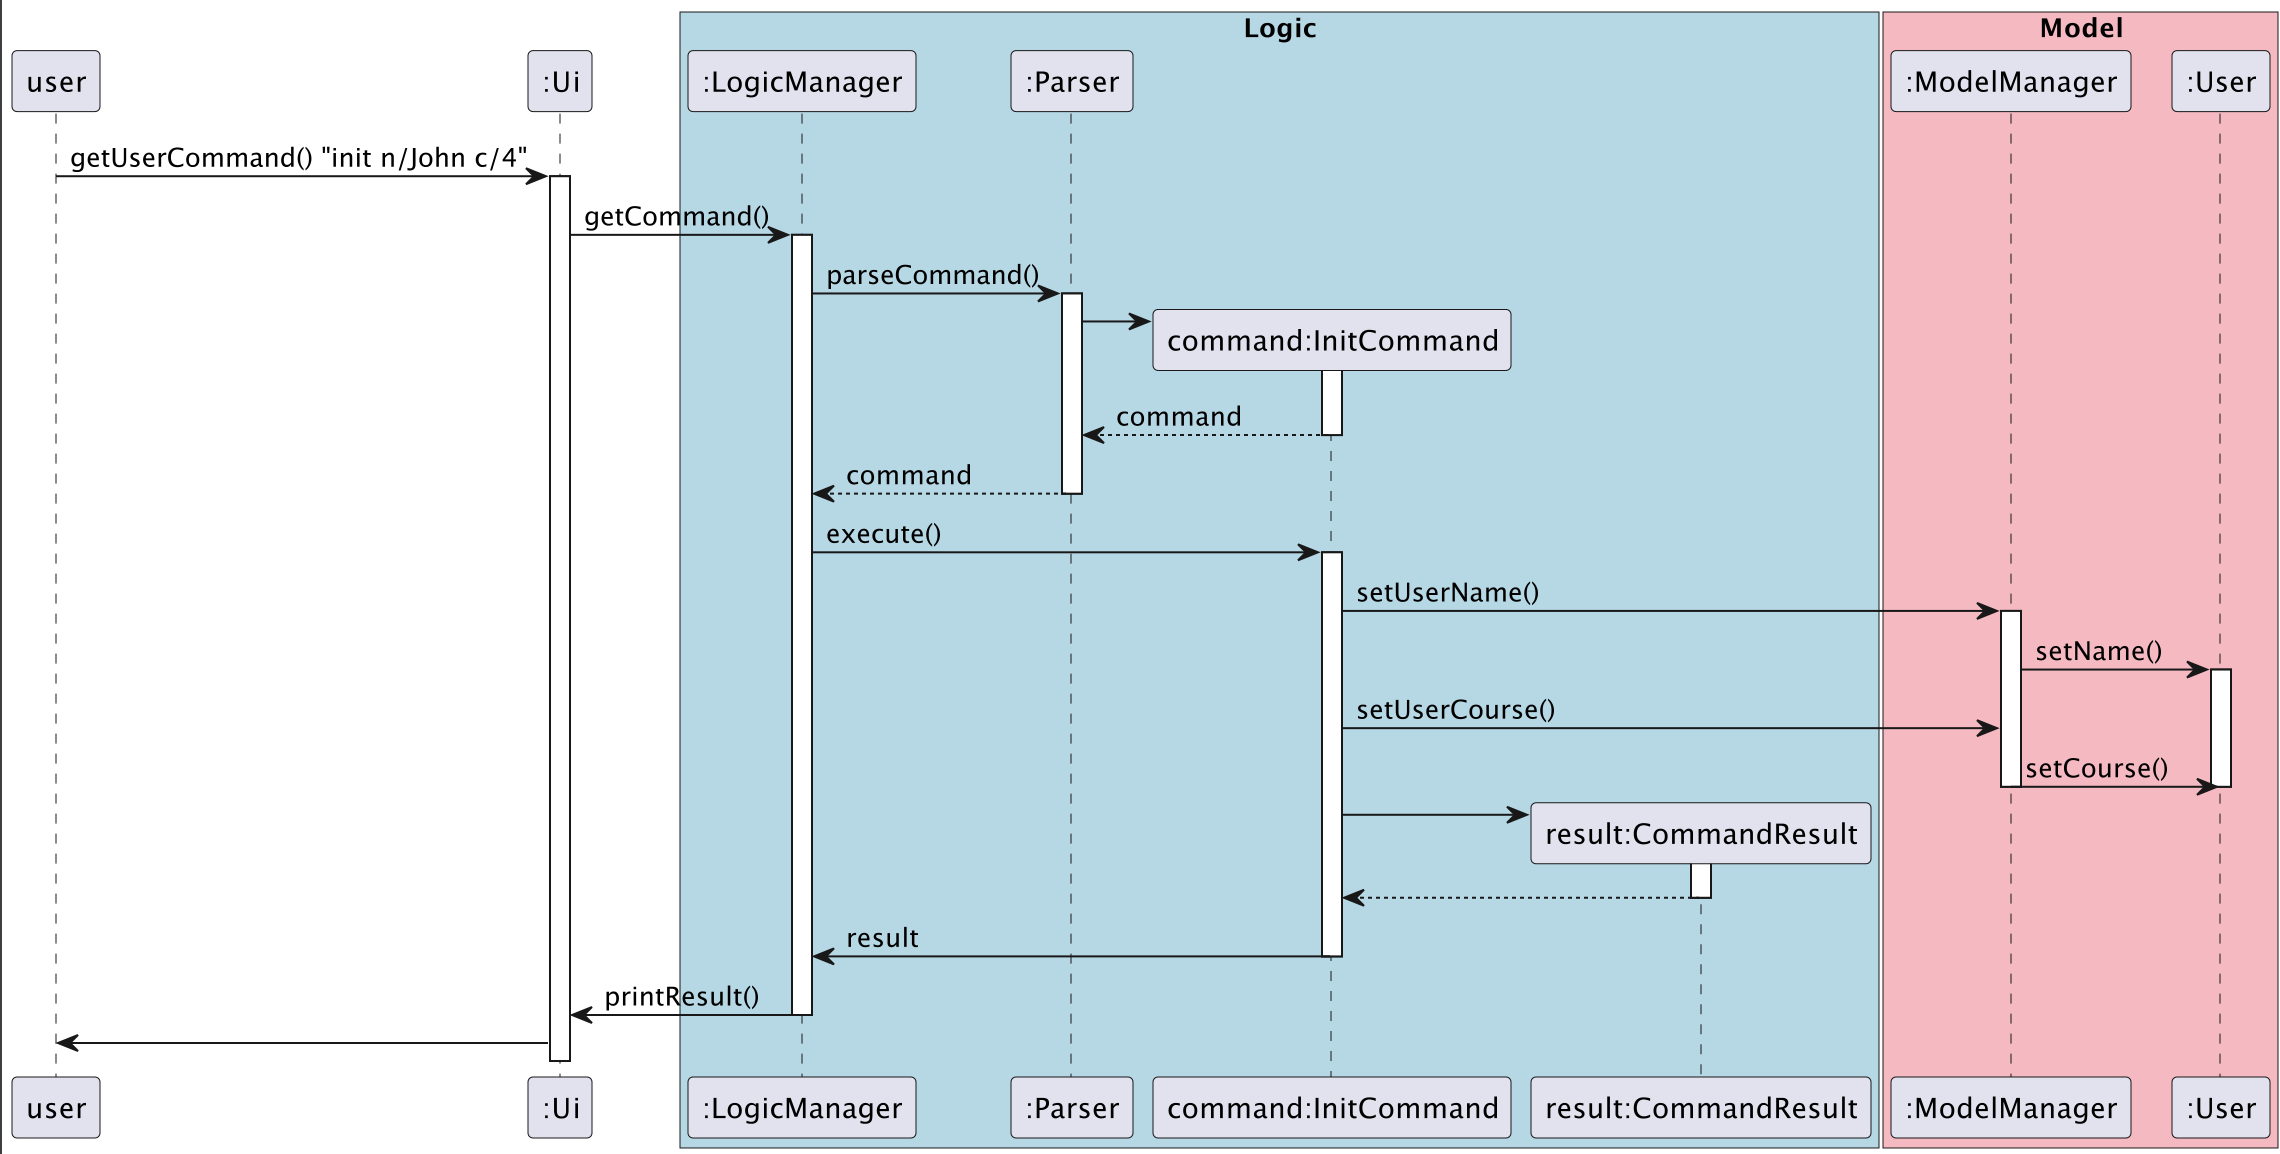 Logic
Model
user
:Ui
:LogicManager
:Parser
:ModelManager
:User
getUserCommand() "init n/John c/4"
getCommand()
parseCommand()
command:InitCommand
command
command
execute()
setUserName()
setName()
setUserCourse()
setCourse()
result:CommandResult
result
printResult()
user
:Ui
:LogicManager
:Parser
command:InitCommand
result:CommandResult
:ModelManager
:User